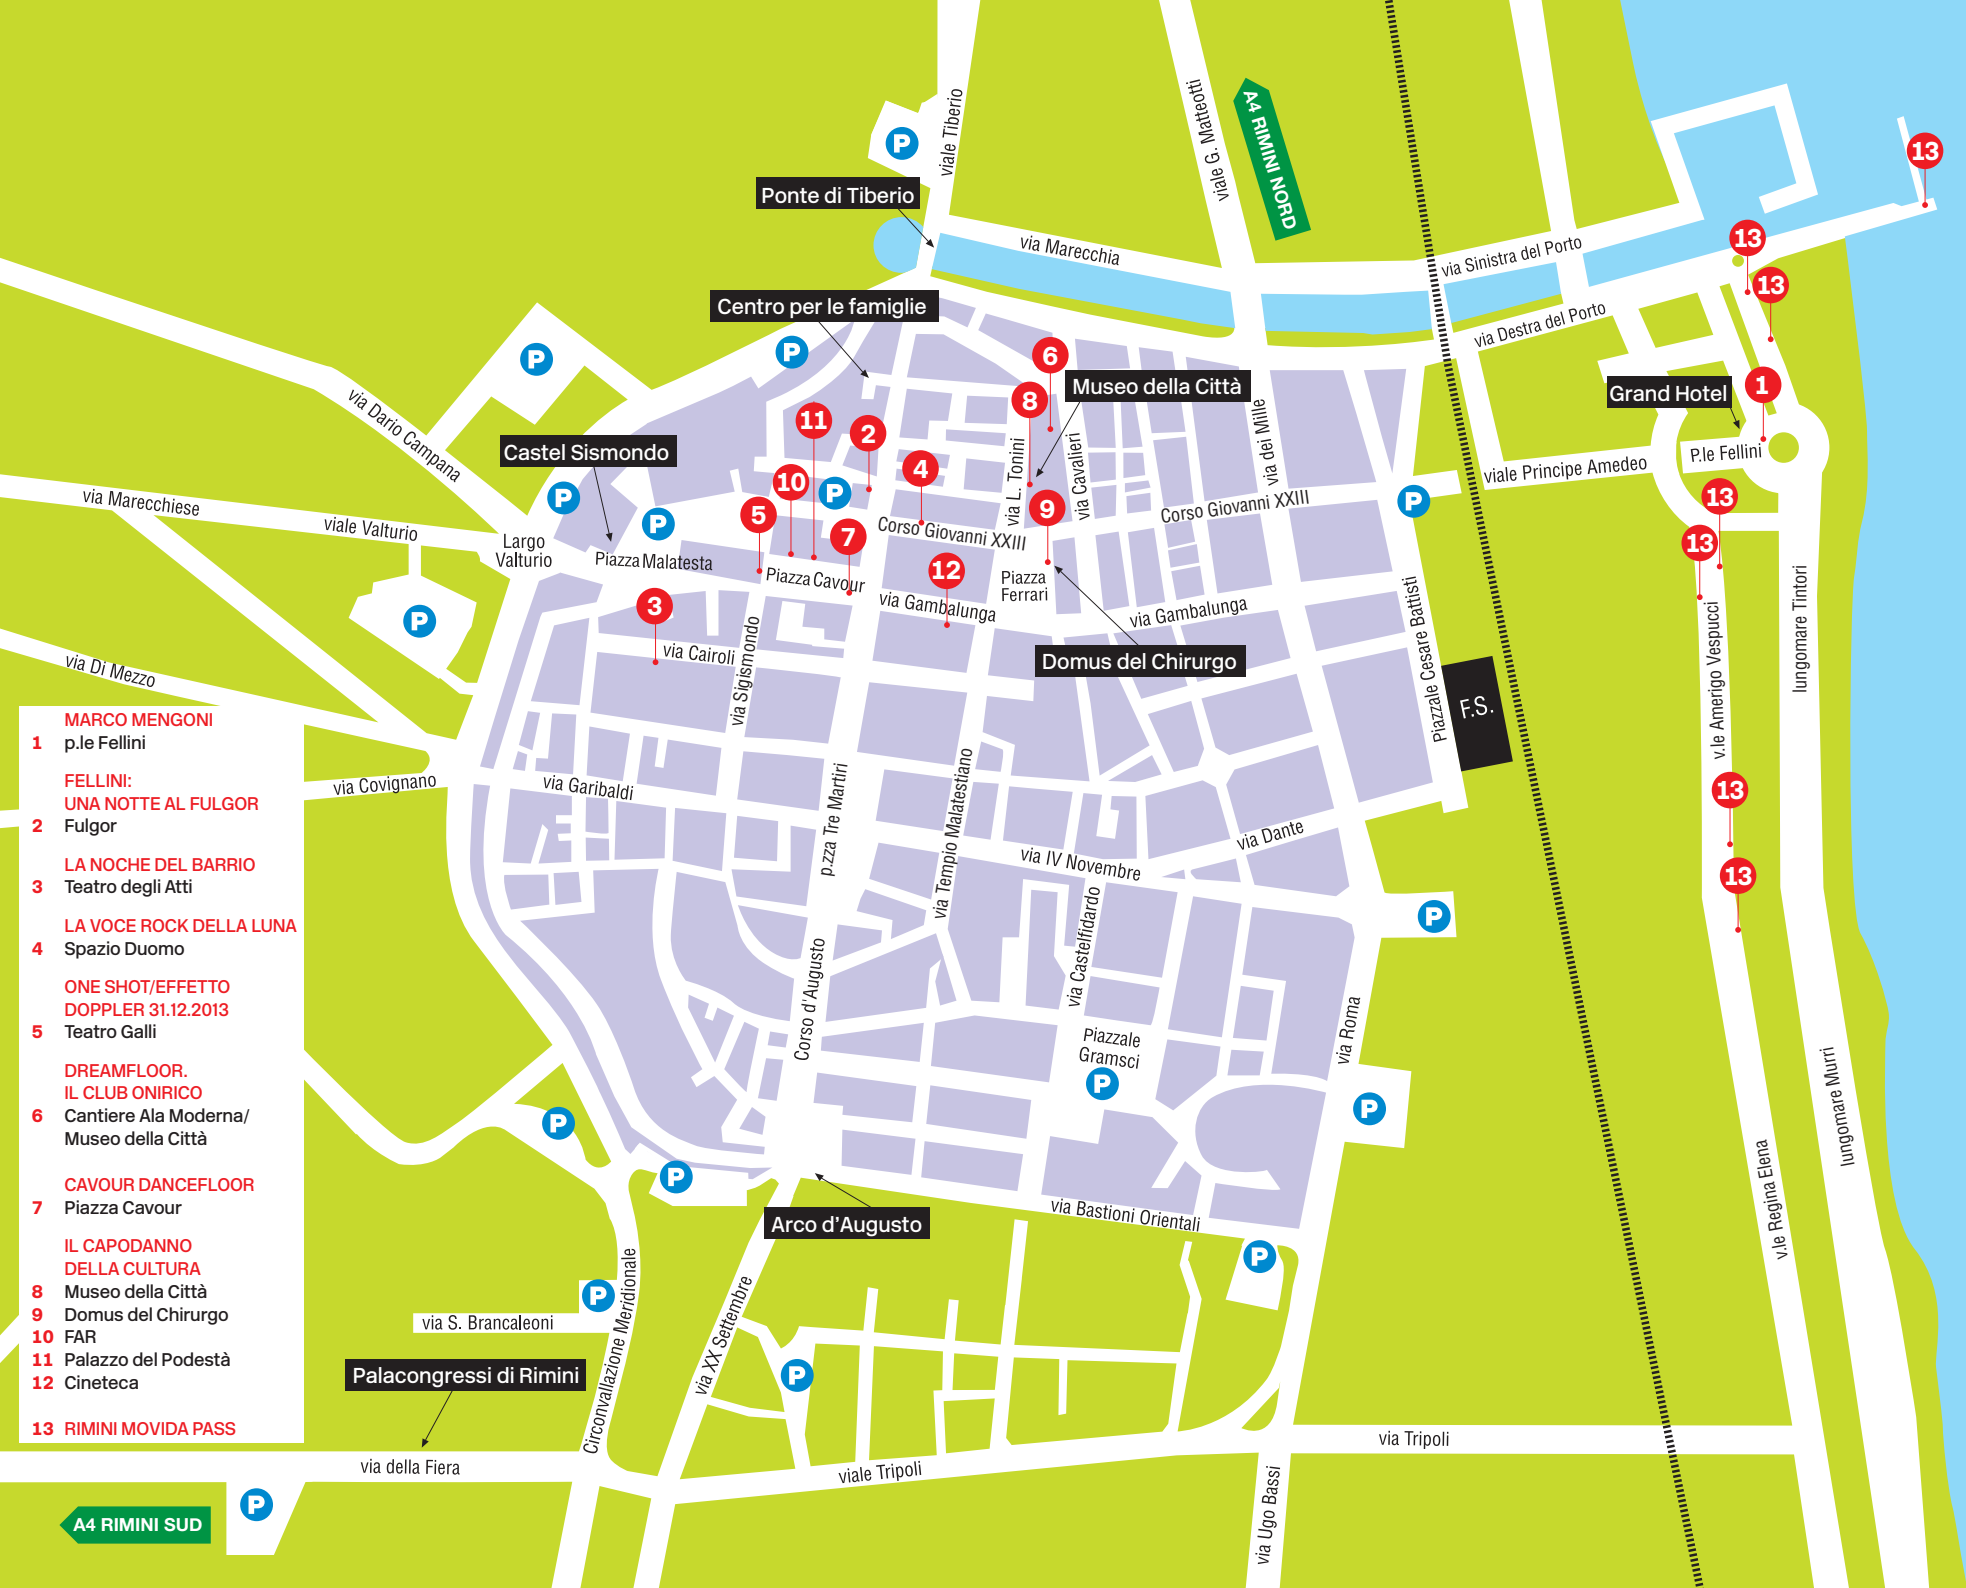 viale Tiberio
viale G. Matteotti
A4 RIMINI NORD
13
P
Ponte di Tiberio
via Marecchia
via Sinistra del Porto
13
13
Centro per le famiglie
via Destra del Porto
P
P
6
Museo della Città
Grand Hotel
1
via Dario Campana
8
via dei Mille
11
2
Castel Sismondo
via L. Tonini
via Cavalieri
P.le Fellini
viale Principe Amedeo
4
10
P
P
P
13
via Marecchiese
viale Valturio
P
5
7
9
Corso Giovanni XXIII
Corso Giovanni XXIII
13
Largo
Valturio
Piazza Malatesta
Piazza Cavour
12
Piazza
Ferrari
3
via Gambalunga
via Gambalunga
P
via Cairoli
via Sigismondo
Domus del Chirurgo
Piazzale Cesare Battisti
F.S.
v.le Amerigo Vespucci
lungomare Tintori
via Di Mezzo
via Covignano
via Garibaldi
p.zza Tre Martiri
via Tempio Malatestiano
via IV Novembre
via Dante
13
13
P
via Castelfidardo
Corso d'Augusto
via Roma
Piazzale
Gramsci
P
P
P
P
lungomare Murri
v.le Regina Elena
Arco d'Augusto
via Bastioni Orientali
P
P
via S. Brancaleoni
Circonvallazione Meridionale
via XX Settembre
P
Palacongressi di Rimini
via della Fiera
viale Tripoli
via Tripoli
via Ugo Bassi
P
A4 RIMINI SUD
MARCO MENGONI
1 p.le Fellini
FELLINI:
UNA NOTTE AL FULGOR
2 Fulgor
LA NOCHE DEL BARRIO
3 Teatro degli Atti
LA VOCE ROCK DELLA LUNA
4 Spazio Duomo
ONE SHOT/EFFETTO
DOPPLER 31.12.2013
5 Teatro Galli
DREAMFLOOR.
IL CLUB ONIRICO
6 Cantiere Ala Moderna/
Museo della Città
CAVOUR DANCEFLOOR
7 Piazza Cavour
IL CAPODANNO
DELLA CULTURA
8 Museo della Città
9 Domus del Chirurgo
10 FAR
11 Palazzo del Podestà
12 Cineteca
13 RIMINI MOVIDA PASS